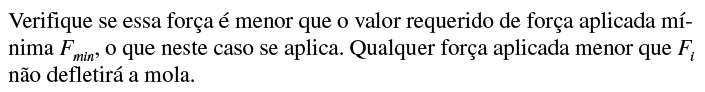 Verifique se essa força é menor que o valor requerido de força aplicada mí-
nima F_min, o que neste caso se aplica. Qualquer força aplicada menor que F_i
não defletirá a mola.